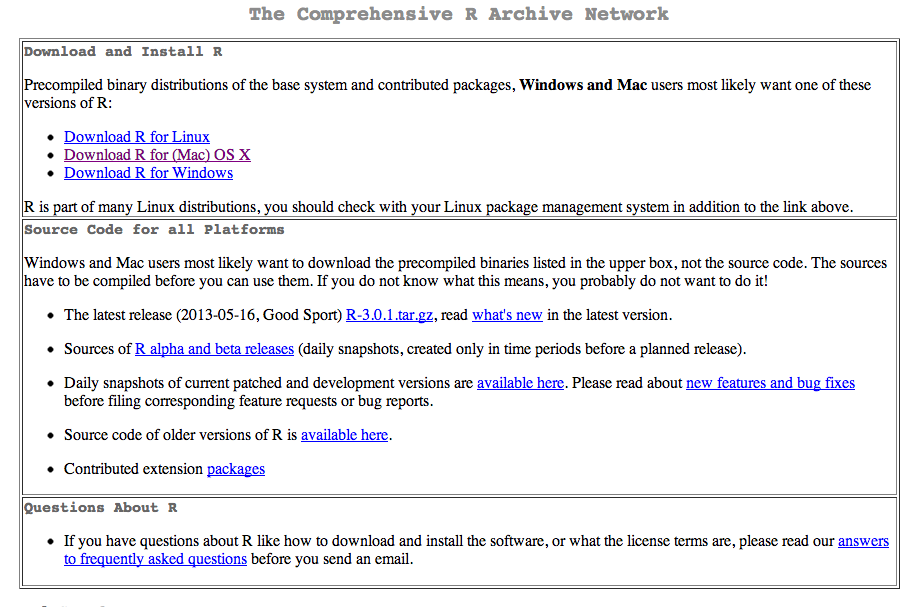 The Comprehensive R Archive Network
Download and Install R
Precompiled binary distributions of the base system and contributed packages, Windows and Mac users most likely want one of these
versions of R:
Download R for Linux
Download R for (Mac) OS X
Download R for Windows
R is part of many Linux distributions, you should check with your Linux package management system in addition to the link above.
Source Code for all Platforms
Windows and Mac users most likely want to download the precompiled binaries listed in the upper box, not the source code. The sources
have to be compiled before you can use them. If you do not know what this means, you probably do not want to do it!
The latest release (2013-05-16, Good Sport) R-3.0.1.tar.gz, read what's new in the latest version.
Sources of R alpha and beta releases (daily snapshots, created only in time periods before a planned release).
Daily snapshots of current patched and development versions are available here. Please read about new features and bug fixes
before filing corresponding feature requests or bug reports.
Source code of older versions of R is available here.
Contributed extension packages
Questions About R
If you have questions about R like how to download and install the software, or what the license terms are, please read our answers
to frequently asked questions before you send an email.